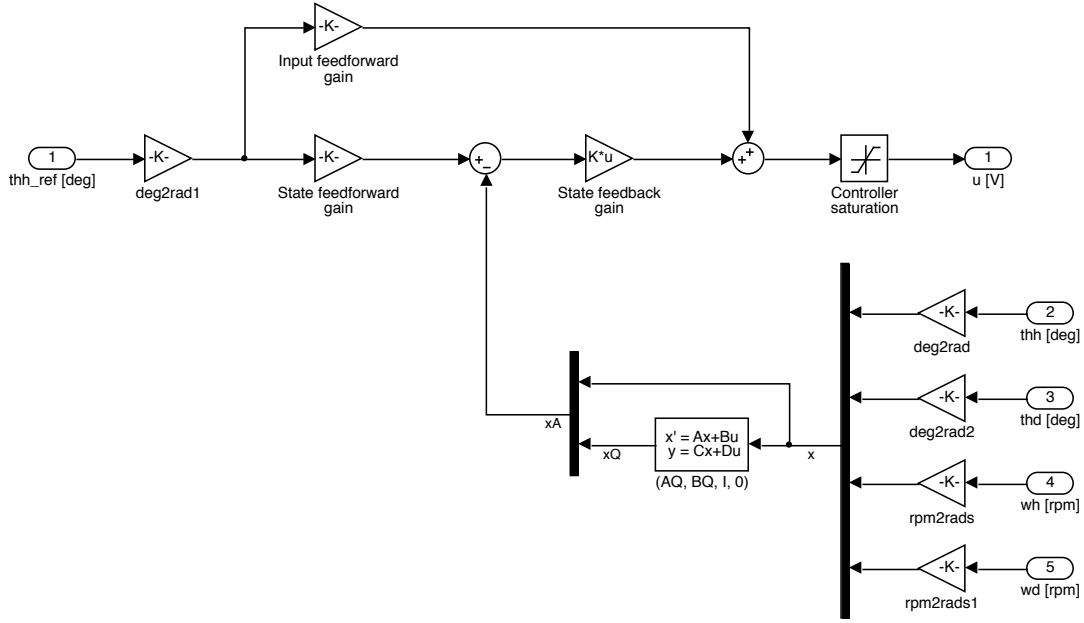 -K-
Input feedforward
gain
1
thh_ref [deg]
-K-
deg2rad1
-K-
State feedforward
gain
+
−
K*u
State feedback
gain
+
+
Controller
saturation
1
u [V]
-K-
deg2rad
2
thh [deg]
-K-
deg2rad2
3
thd [deg]
xA
xQ
x' = Ax+Bu
y = Cx+Du
(AQ, BQ, I, 0)
x
-K-
rpm2rads
4
wh [rpm]
-K-
rpm2rads1
5
wd [rpm]